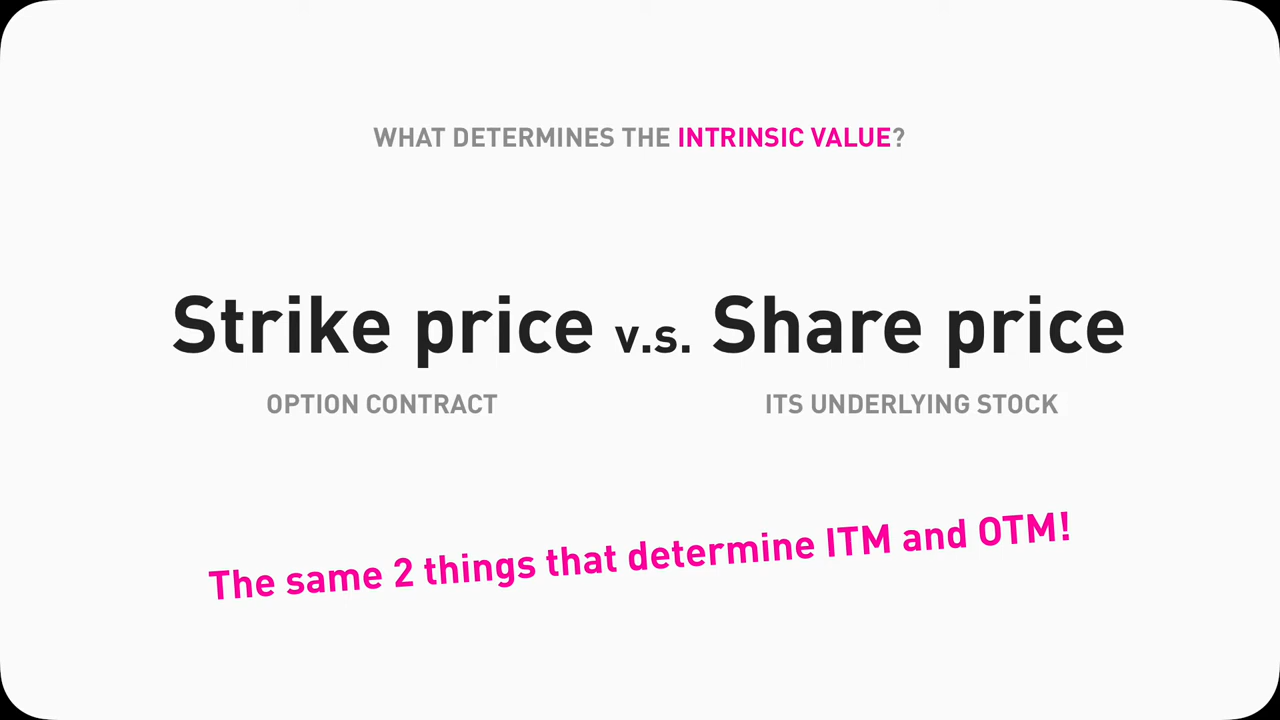 WHAT DETERMINES THE INTRINSIC VALUE?
Strike price v.s. Share price
OPTION CONTRACT ITS UNDERLYING STOCK
The same 2 things that determine ITM and OTM!